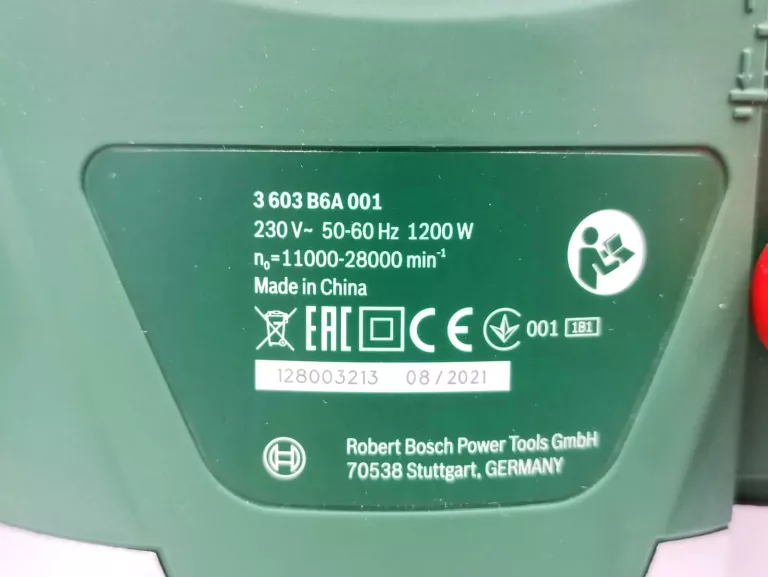 3 603 B6A 001
230 V~ 50-60 Hz 1200 W
n₀=11000-28000 min⁻¹
Made in China
EAC CE 001 1B1
128003213 08/2021
Robert Bosch Power Tools GmbH
70538 Stuttgart, GERMANY